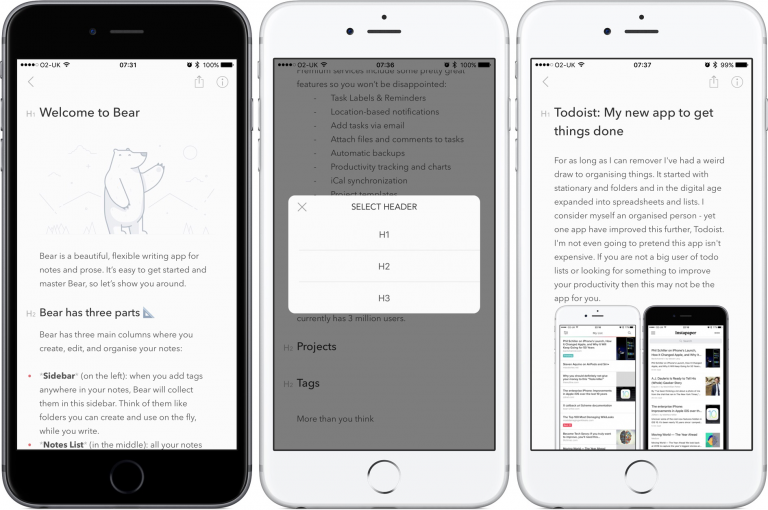 O2-UK 07:31 100%
H1 Welcome to Bear
Bear is a beautiful, flexible writing app for
notes and prose. It's easy to get started and
master Bear, so let's show you around.
H2 Bear has three parts
Bear has three main columns where you
create, edit, and organise your notes:
• *Sidebar* (on the left): when you add tags
anywhere in your notes, Bear will collect
them in this sidebar. Think of them like
folders you can create and use on the fly,
while you write.
• *Notes List* (in the middle): all your notes
O2-UK 07:36 100%
Premium services include some pretty great
features so you won't be disappointed:
- Task Labels & Reminders
- Location-based notifications
- Add tasks via email
- Attach files and comments to tasks
- Automatic backups
- Productivity tracking and charts
- iCal synchronization
- Project templates
SELECT HEADER
H1
H2
H3
currently has 3 million users.
H2 Projects
H3 Tags
More than you think
O2-UK 07:37 99%
H1 Todoist: My new app to get
things done
For as long as I can remover I've had a weird
draw to organising things. It started with
stationary and folders and in the digital age
expanded into spreadsheets and lists. I
consider myself an organised person - yet
one app have improved this further, Todoist.
I'm not even going to pretend this app isn't
expensive. If you are not a big user of todo
lists or looking for something to improve
your productivity then this may not be the
app for you.
Instapaper